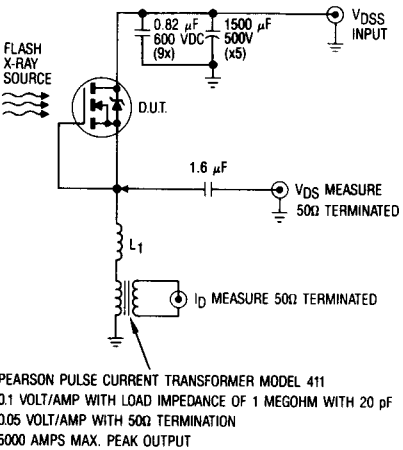 0.82 µF
600 VDC
(9x)
1500 µF
500V
(x5)
VDSS
INPUT
FLASH
X-RAY
SOURCE
D.U.T.
1.6 µF
VDS MEASURE
50Ω TERMINATED
L1
ID MEASURE 50Ω TERMINATED
PEARSON PULSE CURRENT TRANSFORMER MODEL 411
0.1 VOLT/AMP WITH LOAD IMPEDANCE OF 1 MEGOHM WITH 20 pF
0.05 VOLT/AMP WITH 50Ω TERMINATION
5000 AMPS MAX. PEAK OUTPUT